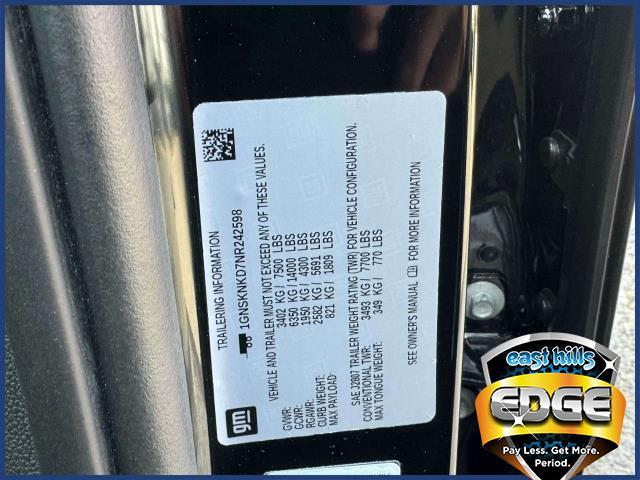 TRAILERING INFORMATION
1GNSKNKD7NR242598
VEHICLE AND TRAILER MUST NOT EXCEED ANY OF THESE VALUES.
GVWR: 3402 KG / 7500 LBS
GCWR: 6350 KG / 14000 LBS
RGAWR: 1950 KG / 4300 LBS
CURB WEIGHT: 2582 KG / 5691 LBS
MAX PAYLOAD: 821 KG / 1809 LBS
SAE J2807 TRAILER WEIGHT RATING (TWR) FOR VEHICLE CONFIGURATION.
CONVENTIONAL TWR: 3493 KG / 7700 LBS
MAX TONGUE WEIGHT: 349 KG / 770 LBS
SEE OWNER'S MANUAL FOR MORE INFORMATION
gm
east hills
EDGE
Pay Less. Get More.
Period.